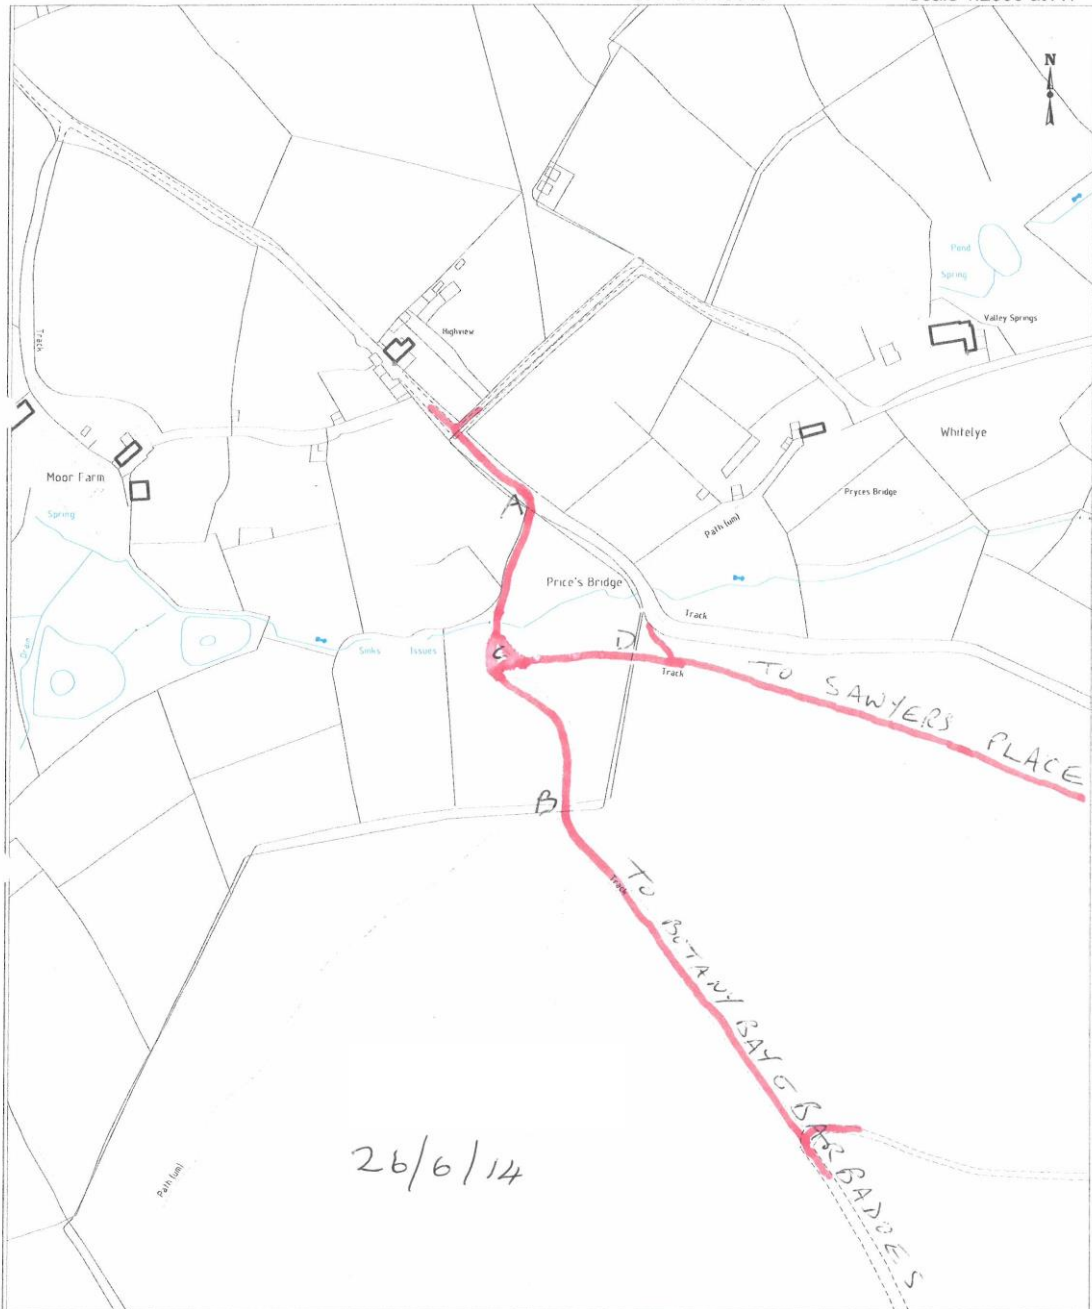 N
Pond
Spring
Valley Springs
Highview
Track
Whitelye
Moor Farm
Pryces Bridge
A
Spring
Path (um)
Price's Bridge
Track
Drain
Sinks
Issues
C
D
Track
TO SAWYERS PLACE
B
Track
TO BOTANY BAY & BARBADOES
26/6/14
Path (um)